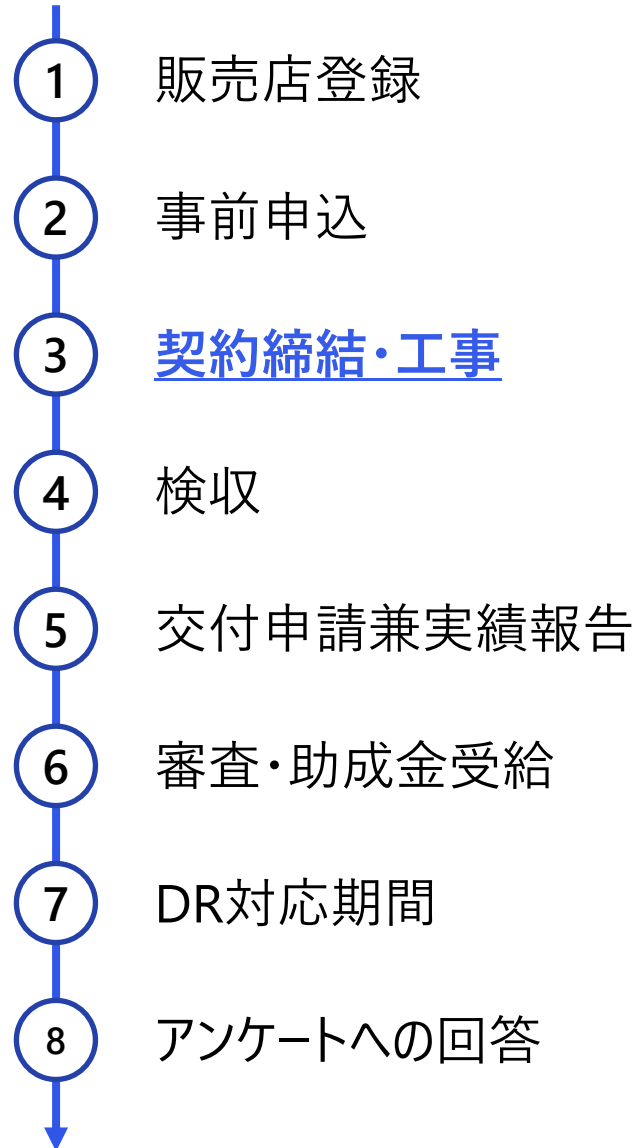 1 販売店登録
2 事前申込
3 契約締結・工事
4 検収
5 交付申請兼実績報告
6 審査・助成金受給
7 DR対応期間
8 アンケートへの回答